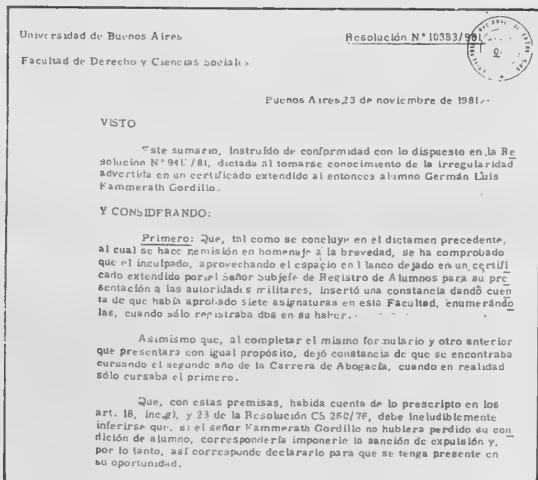 Universidad de Buenos Aires
Resolución N° 10383/981
Facultad de Derecho y Ciencias Sociales
Buenos Aires, 23 de noviembre de 1981.-
VISTO
Este sumario, instruído de conformidad con lo dispuesto en la Re
solución N° /81, dictada al tomarse conocimiento de la irregularidad
advertida en un certificado extendido al entonces alumno Germán Luis
Kammerath Gordillo.
Y CONSIDERANDO:
Primero: Que, tal como se concluye en el dictamen precedente,
al cual se hace remisión en homenaje a la brevedad, se ha comprobado
que el inculpado, aprovechando el espacio en blanco dejado en un certifi
cado extendido por el Señor Subjefe de Registro de Alumnos para su pre
sentación a las autoridades militares, insertó una constancia dando cuen
ta de que había aprobado siete asignaturas en esta Facultad, enumerándo
las, cuando sólo registraba dos en su haber.-
Asimismo que, al completar el mismo formulario y otro anterior
que presentara con igual propósito, dejó constancia de que se encontraba
cursando el segundo año de la Carrera de Abogacía, cuando en realidad
sólo cursaba el primero.
Que, con estas premisas, habida cuenta de lo prescripto en los
art. 18, inc. g), y 23 de la Resolución CS 260/76, debe ineludiblemente
inferirse que, si el señor Kammerath Gordillo no hubiera perdido su con
dición de alumno, correspondería imponerle la sanción de expulsión y,
por lo tanto, así corresponde declararlo para que se tenga presente en
su oportunidad.